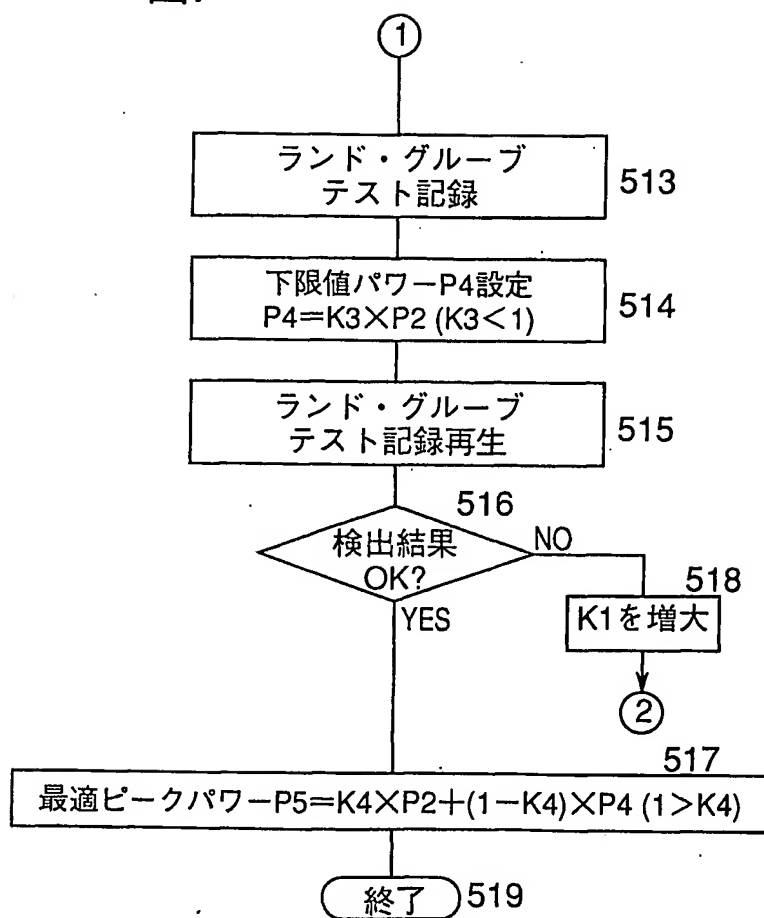 1
ランド・グルーブ
テスト記録
513
下限値パワーP4設定
P4=K3×P2 (K3<1)
514
ランド・グルーブ
テスト記録再生
515
516
検出結果
OK?
NO
YES
518
K1を増大
2
517
最適ピークパワーP5=K4×P2+(1-K4)×P4 (1>K4)
終了
519